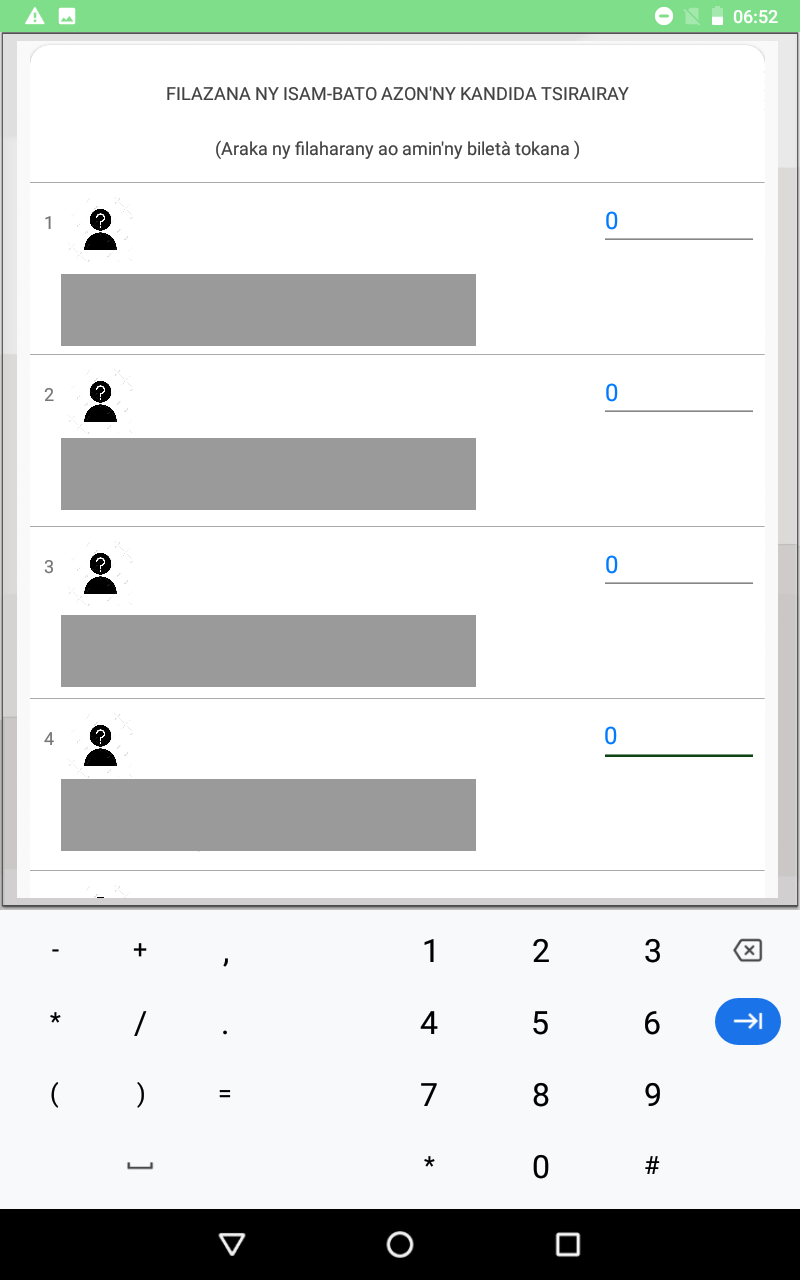 06:52
FILAZANA NY ISAM-BATO AZON'NY KANDIDA TSIRAIRAY
(Araka ny filaharany ao amin'ny biletà tokana )
1 0
2 0
3 0
4 0
- + , 1 2 3
* / . 4 5 6
( ) = 7 8 9
* 0 #